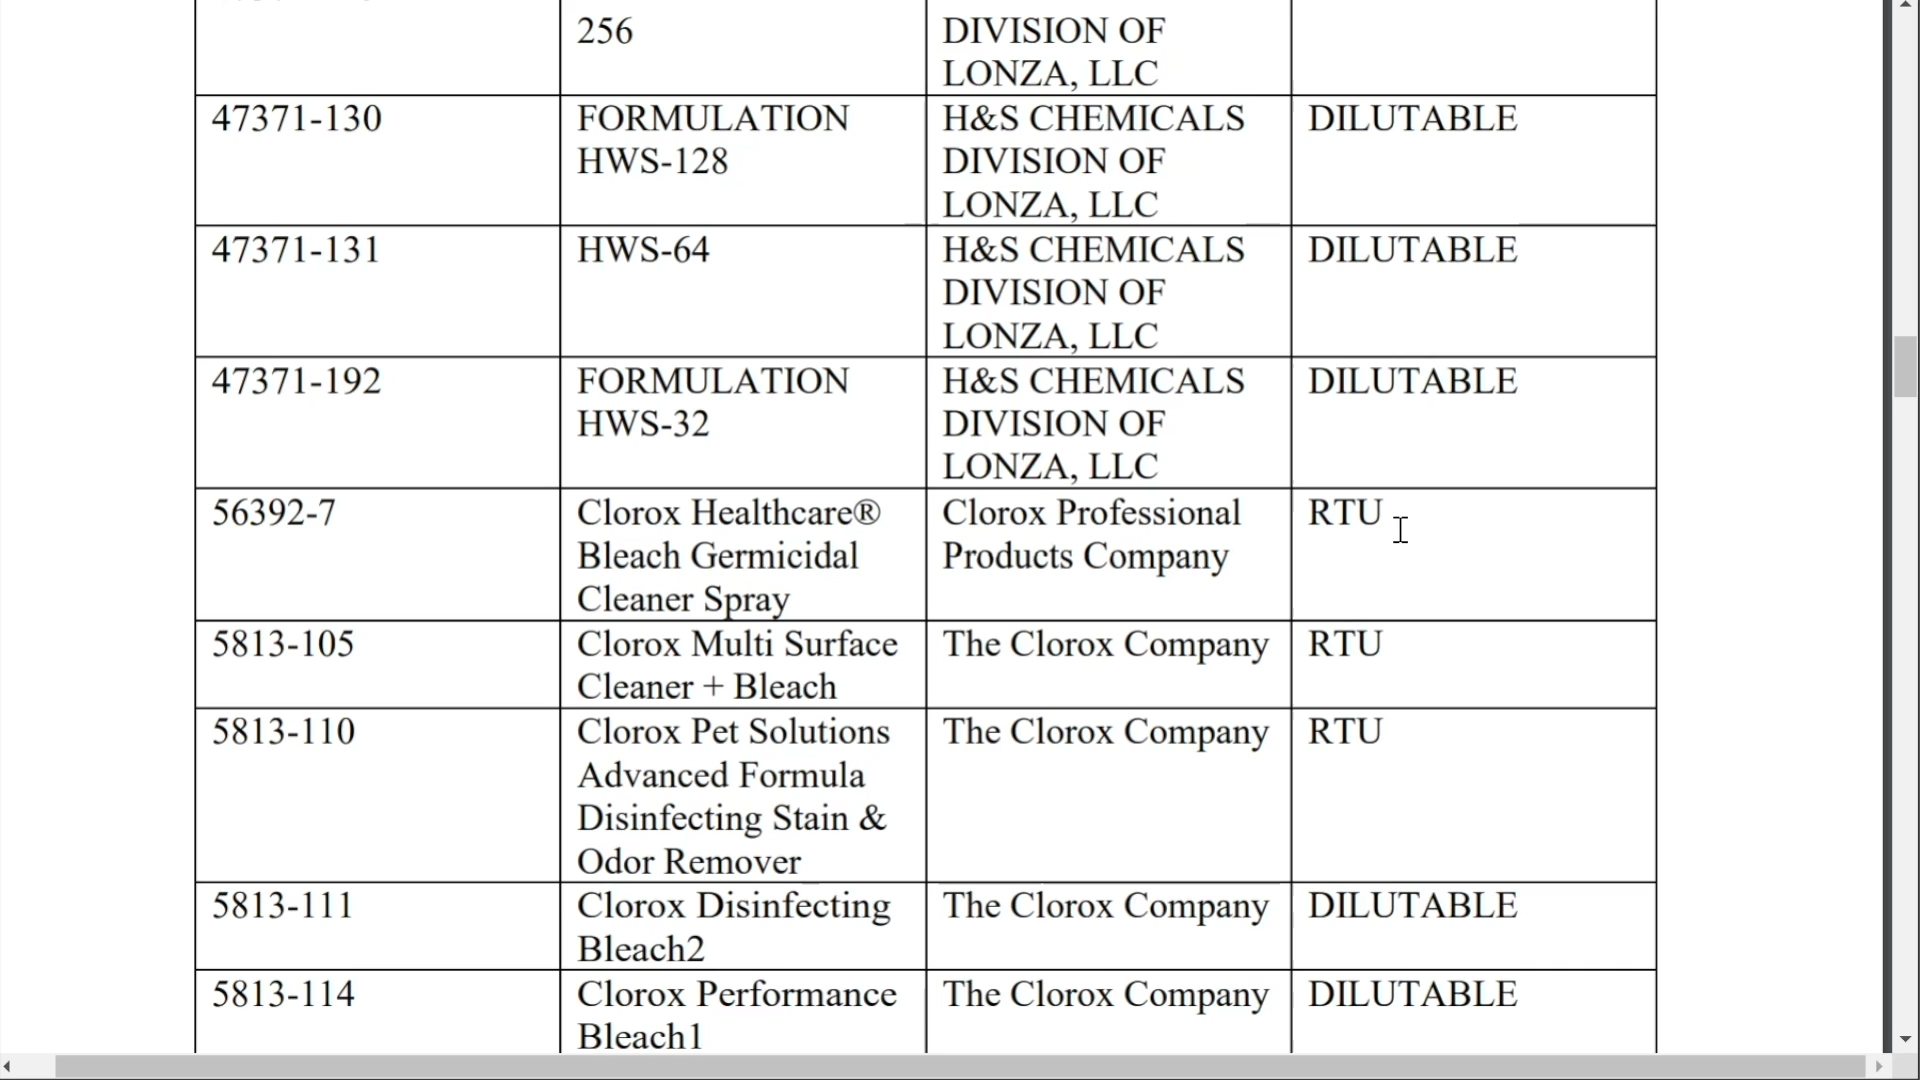 256
DIVISION OF
LONZA, LLC
47371-130
FORMULATION
HWS-128
H&S CHEMICALS
DIVISION OF
LONZA, LLC
DILUTABLE
47371-131
HWS-64
H&S CHEMICALS
DIVISION OF
LONZA, LLC
DILUTABLE
47371-192
FORMULATION
HWS-32
H&S CHEMICALS
DIVISION OF
LONZA, LLC
DILUTABLE
56392-7
Clorox Healthcare®
Bleach Germicidal
Cleaner Spray
Clorox Professional
Products Company
RTU
5813-105
Clorox Multi Surface
Cleaner + Bleach
The Clorox Company
RTU
5813-110
Clorox Pet Solutions
Advanced Formula
Disinfecting Stain &
Odor Remover
The Clorox Company
RTU
5813-111
Clorox Disinfecting
Bleach2
The Clorox Company
DILUTABLE
5813-114
Clorox Performance
Bleach1
The Clorox Company
DILUTABLE